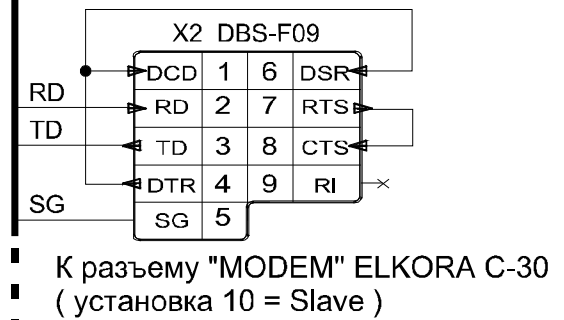 X2 DBS-F09
DCD 1 6 DSR
RD RD 2 7 RTS
TD TD 3 8 CTS
DTR 4 9 RI
SG SG 5
К разъему "MODEM" ELKORA C-30
( установка 10 = Slave )